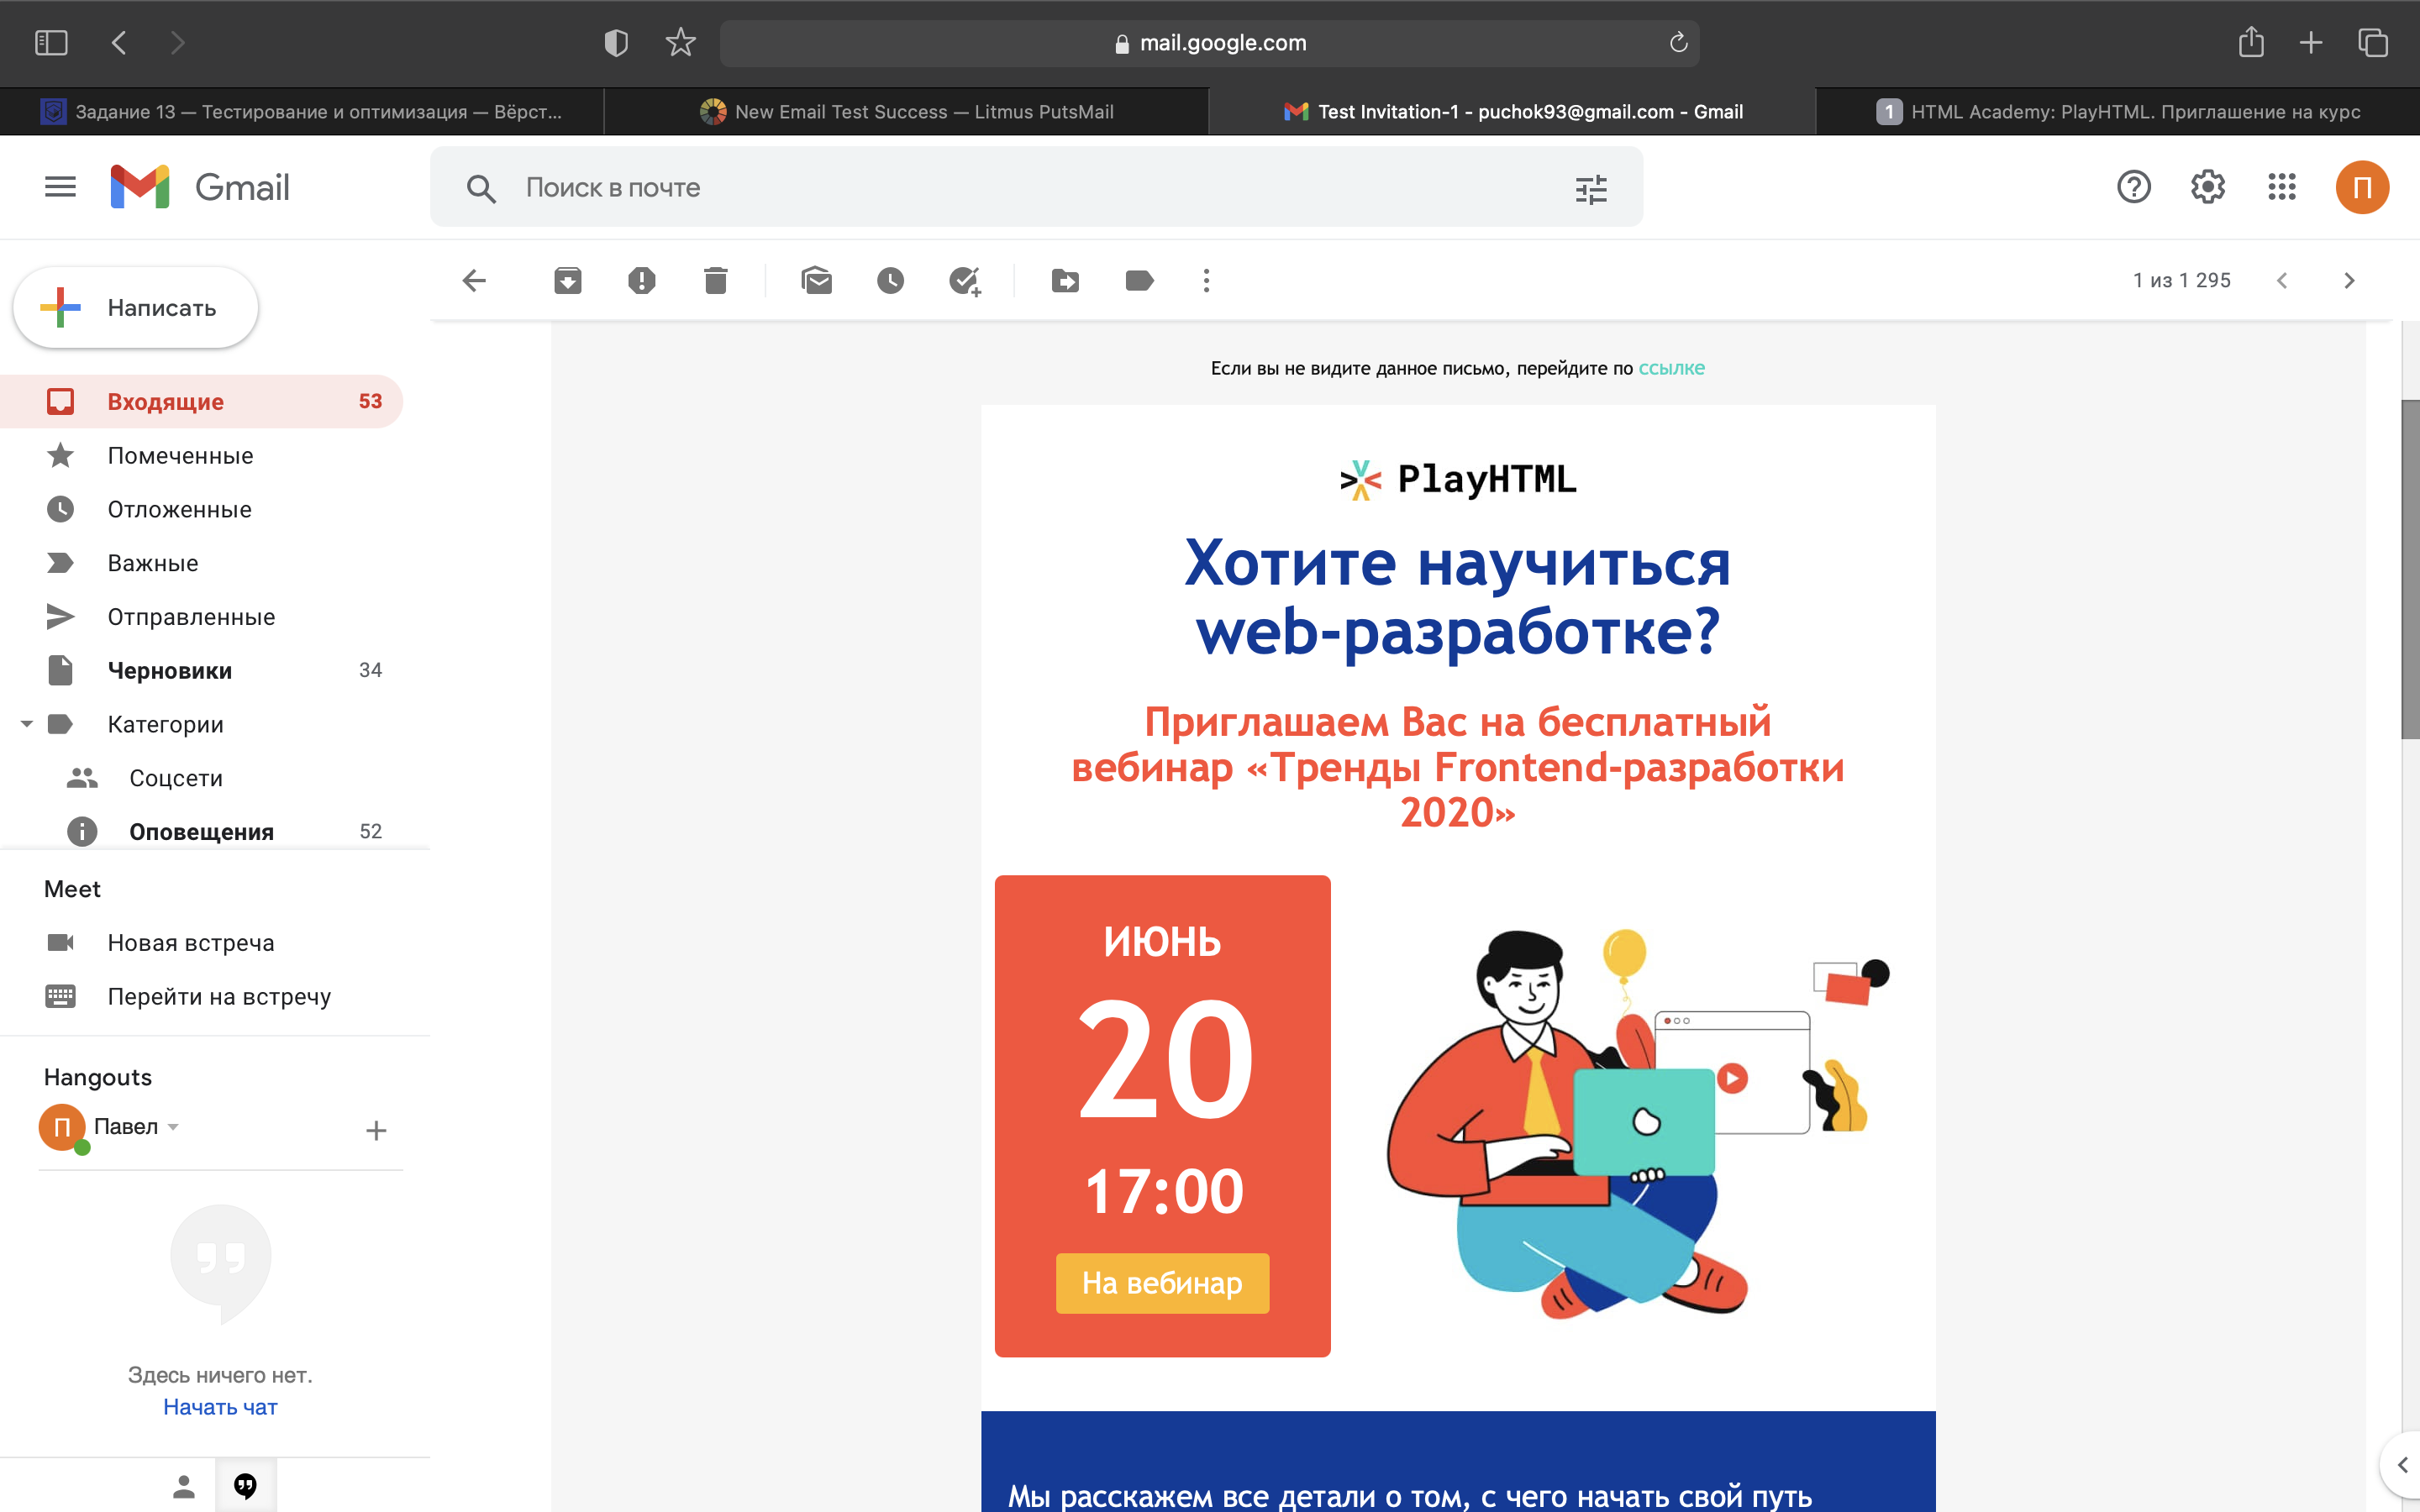 mail.google.com
Задание 13 — Тестирование и оптимизация — Вёрст...
New Email Test Success — Litmus PutsMail
Test Invitation-1 - puchok93@gmail.com - Gmail
1 HTML Academy: PlayHTML. Приглашение на курс
Gmail
Поиск в почте
П
Написать
1 из 1 295
Входящие 53
Помеченные
Отложенные
Важные
Отправленные
Черновики 34
Категории
Соцсети
Оповещения 52
Meet
Новая встреча
Перейти на встречу
Hangouts
П Павел
Здесь ничего нет.
Начать чат
Если вы не видите данное письмо, перейдите по ссылке
PlayHTML
Хотите научиться
web-разработке?
Приглашаем Вас на бесплатный
вебинар «Тренды Frontend-разработки
2020»
ИЮНЬ
20
17:00
На вебинар
Мы расскажем все детали о том, с чего начать свой путь